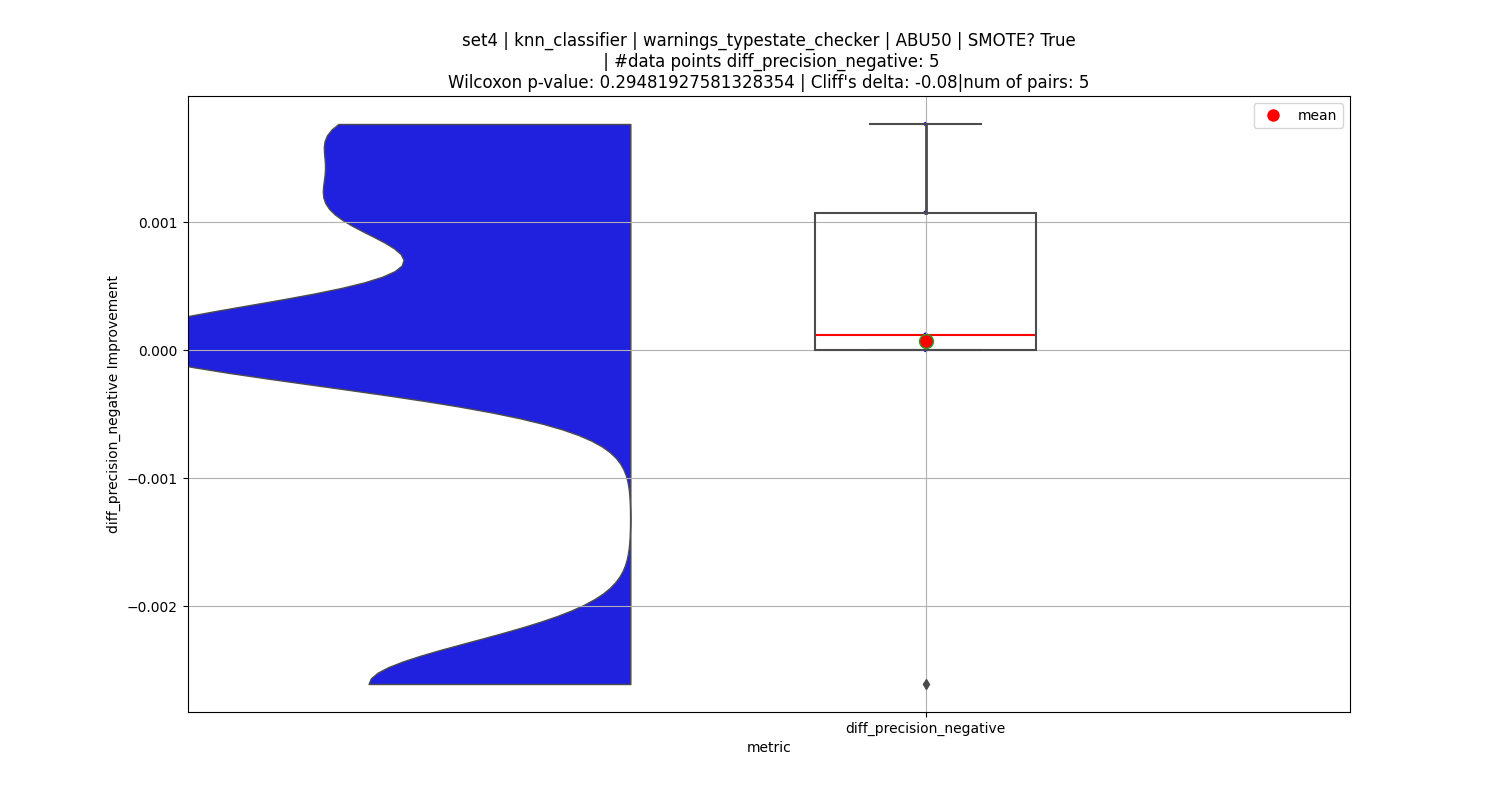 set4 | knn_classifier | warnings_typestate_checker | ABU50 | SMOTE? True
| #data points diff_precision_negative: 5
Wilcoxon p-value: 0.29481927581328354 | Cliff's delta: -0.08|num of pairs: 5
mean
0.001
0.000
−0.001
−0.002
diff_precision_negative Improvement
diff_precision_negative
metric